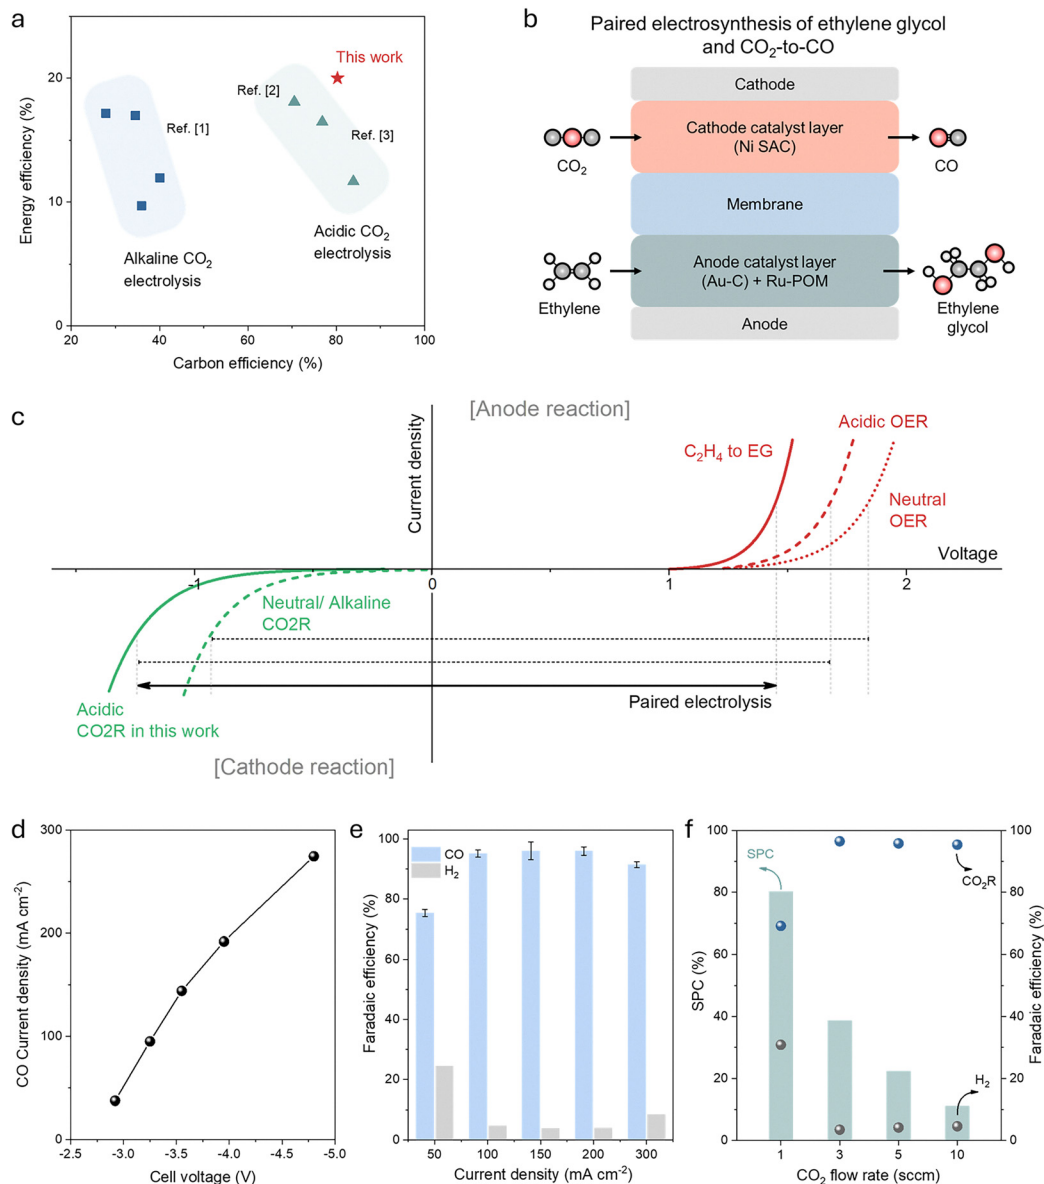 a
This work
20
Ref. [2]
Ref. [1]
Ref. [3]
10
0
Energy efficiency (%)
Alkaline CO₂
electrolysis
Acidic CO₂
electrolysis
20
40
60
80
100
Carbon efficiency (%)
b
Paired electrosynthesis of ethylene glycol
and CO₂-to-CO
Cathode
Cathode catalyst layer
(Ni SAC)
CO₂
CO
Membrane
Anode catalyst layer
(Au-C) + Ru-POM
Ethylene
Ethylene
glycol
Anode
c
Current density
[Anode reaction]
Acidic OER
C₂H₄ to EG
Neutral
OER
Voltage
-1
0
1
2
Neutral/ Alkaline
CO2R
Paired electrolysis
Acidic
CO2R in this work
[Cathode reaction]
d
300
200
100
0
CO Current density (mA cm⁻²)
-2.5
-3.0
-3.5
-4.0
-4.5
-5.0
Cell voltage (V)
e
100
80
60
40
20
0
Faradaic efficiency (%)
CO
H₂
50
100
150
200
300
Current density (mA cm⁻²)
f
100
80
60
40
20
0
SPC (%)
SPC
CO₂R
H₂
100
80
60
40
20
0
Faradaic efficiency (%)
1
3
5
10
CO₂ flow rate (sccm)